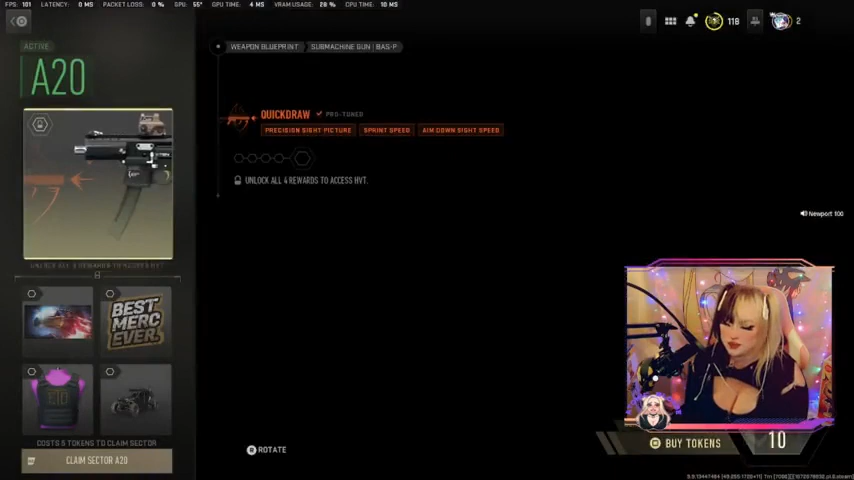 FPS: 101 LATENCY: 0 MS PACKET LOSS: 0 % GPU: 55° GPU TIME: 4 MS VRAM USAGE: 28 % CPU TIME: 10 MS
118
2
ACTIVE
A20
WEAPON BLUEPRINT SUBMACHINE GUN | BAS-P
QUICKDRAW PRO-TUNED
PRECISION SIGHT PICTURE SPRINT SPEED AIM DOWN SIGHT SPEED
UNLOCK ALL 4 REWARDS TO ACCESS HVT.
Newport 100
BEST
MERC
EVER.
COSTS 5 TOKENS TO CLAIM SECTOR
CLAIM SECTOR A20
ROTATE
BUY TOKENS 10